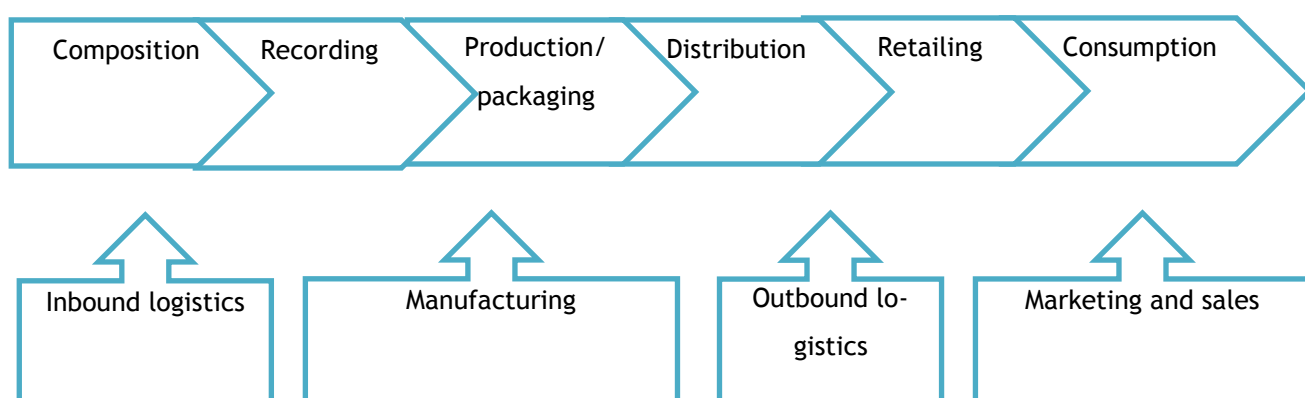 Composition
Recording
Production/
packaging
Distribution
Retailing
Consumption
Inbound logistics
Manufacturing
Outbound lo-
gistics
Marketing and sales